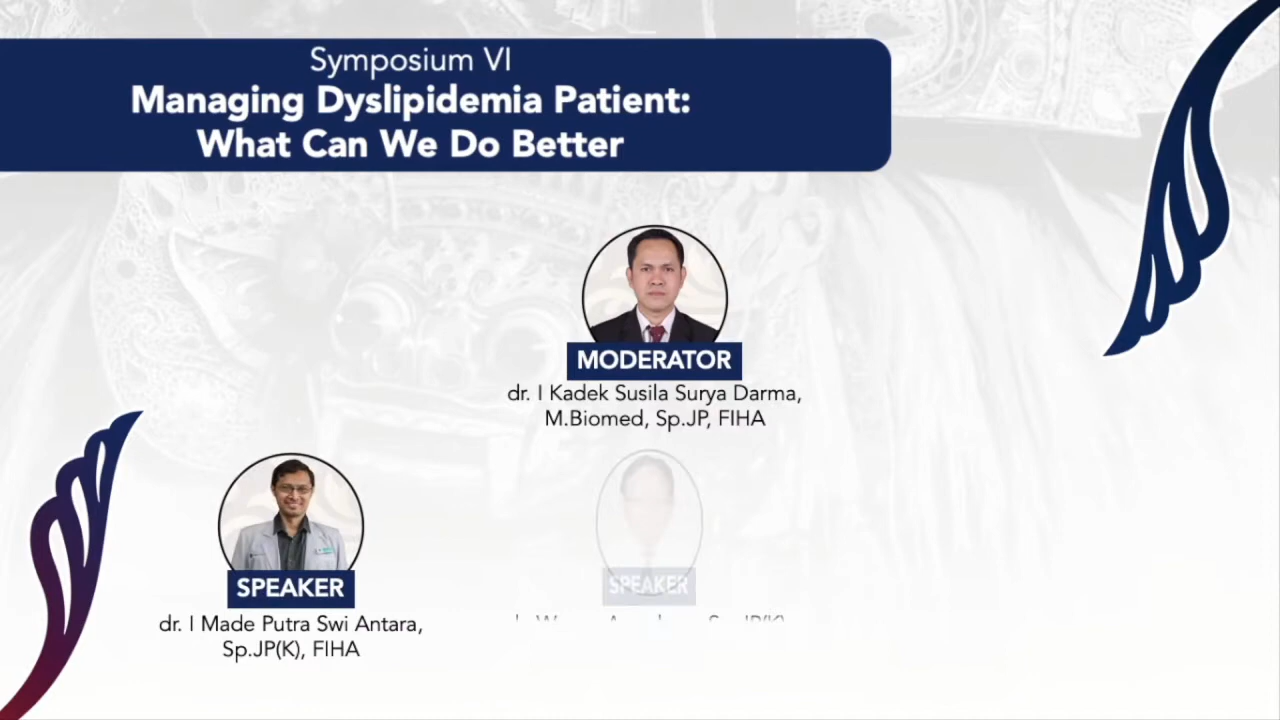 Symposium VI
Managing Dyslipidemia Patient:
What Can We Do Better
MODERATOR
dr. I Kadek Susila Surya Darma,
M.Biomed, Sp.JP, FIHA
SPEAKER
dr. I Made Putra Swi Antara,
Sp.JP(K), FIHA
SPEAKER